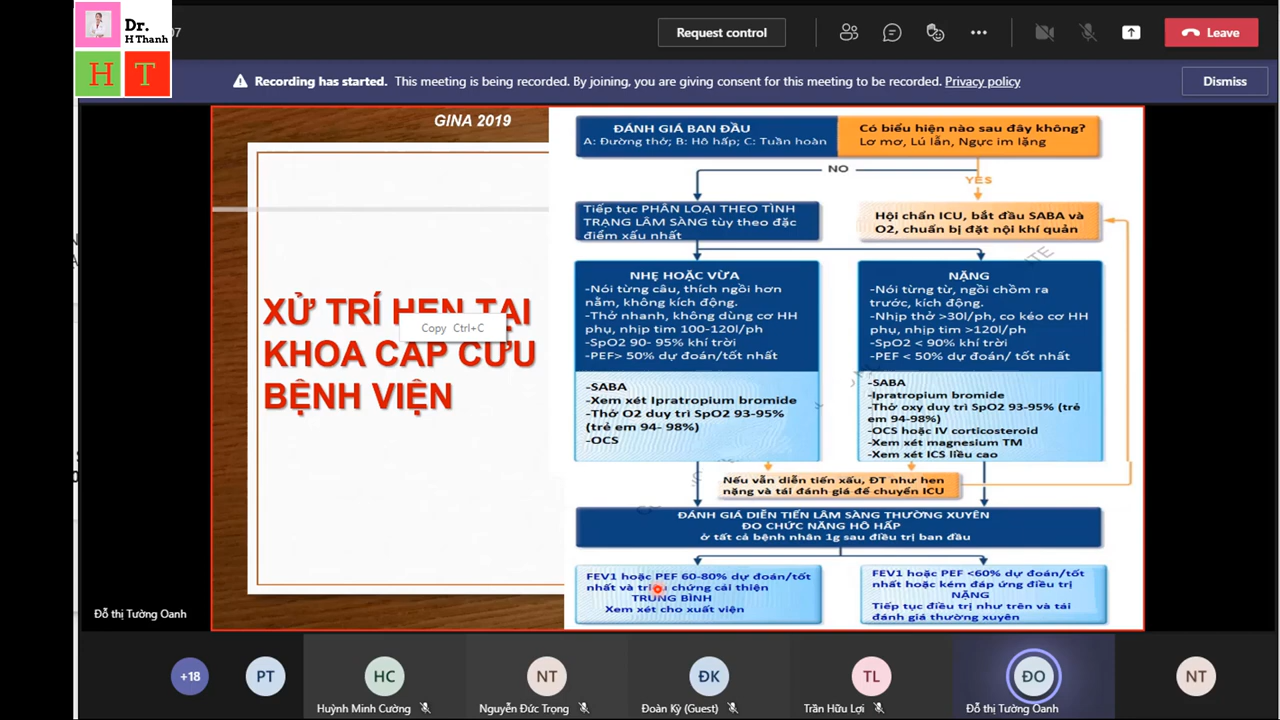 Dr.
H Thanh
H T
07
Request control
Leave
Recording has started. This meeting is being recorded. By joining, you are giving consent for this meeting to be recorded. Privacy policy
Dismiss
GINA 2019
XỬ TRÍ HEN TẠI
Copy Ctrl+C
KHOA CẤP CỨU
BỆNH VIỆN
ĐÁNH GIÁ BAN ĐẦU
A: Đường thở; B: Hô hấp; C: Tuần hoàn
Có biểu hiện nào sau đây không?
Lơ mơ, Lú lẫn, Ngực im lặng
NO
YES
Tiếp tục PHÂN LOẠI THEO TÌNH
TRẠNG LÂM SÀNG tùy theo đặc
điểm xấu nhất
Hội chẩn ICU, bắt đầu SABA và
O2, chuẩn bị đặt nội khí quản
NHẸ HOẶC VỪA
-Nói từng câu, thích ngồi hơn
nằm, không kích động.
-Thở nhanh, không dùng cơ HH
phụ, nhịp tim 100-120l/ph
-SpO2 90- 95% khí trời
-PEF> 50% dự đoán/tốt nhất
NẶNG
-Nói từng từ, ngồi chồm ra
trước, kích động.
-Nhịp thở >30l/ph, co kéo cơ HH
phụ, nhịp tim >120l/ph
-SpO2 < 90% khí trời
-PEF < 50% dự đoán/ tốt nhất
-SABA
-Xem xét Ipratropium bromide
-Thở O2 duy trì SpO2 93-95%
(trẻ em 94- 98%)
-OCS
-SABA
-Ipratropium bromide
-Thở oxy duy trì SpO2 93-95% (trẻ
em 94-98%)
-OCS hoặc IV corticosteroid
-Xem xét magnesium TM
-Xem xét ICS liều cao
Nếu vẫn diễn tiến xấu, ĐT như hen
nặng và tái đánh giá để chuyển ICU
ĐÁNH GIÁ DIỄN TIẾN LÂM SÀNG THƯỜNG XUYÊN
ĐO CHỨC NĂNG HÔ HẤP
ở tất cả bệnh nhân 1g sau điều trị ban đầu
FEV1 hoặc PEF 60-80% dự đoán/tốt
nhất và triệu chứng cải thiện
TRUNG BÌNH
Xem xét cho xuất viện
FEV1 hoặc PEF <60% dự đoán/tốt
nhất hoặc kém đáp ứng điều trị
NẶNG
Tiếp tục điều trị như trên và tái
đánh giá thường xuyên
Đỗ thị Tường Oanh
+18
PT
HC
NT
ĐK
TL
ĐO
NT
Huỳnh Minh Cường
Nguyễn Đức Trọng
Đoàn Kỳ (Guest)
Trần Hữu Lợi
Đỗ thị Tường Oanh